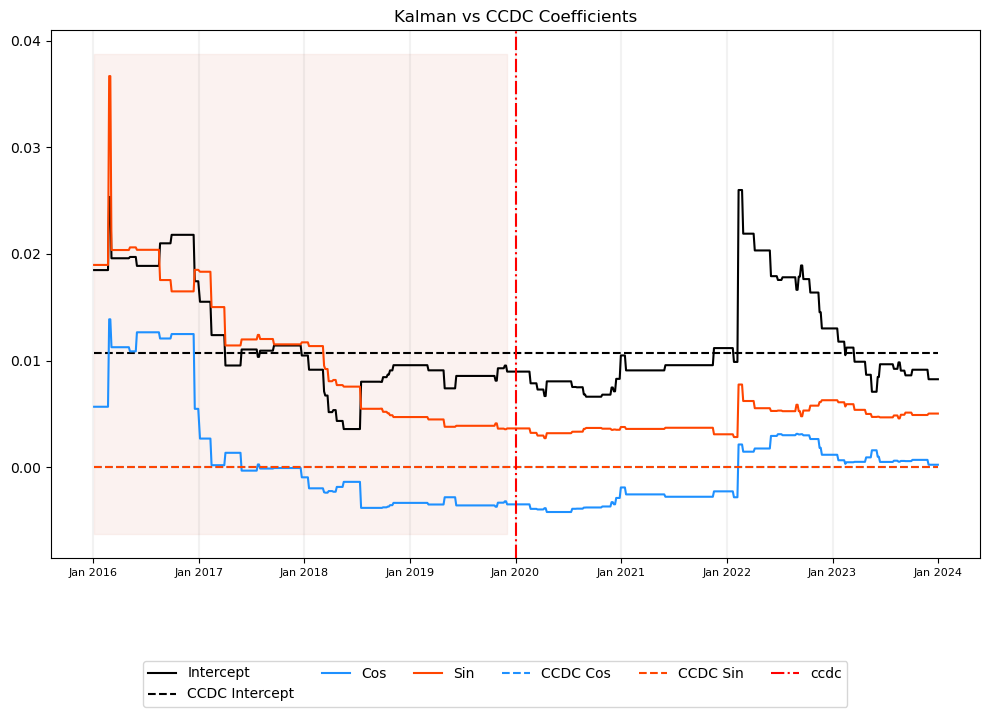 Kalman vs CCDC Coefficients
0.04
0.03
0.02
0.01
0.00
Jan 2016 Jan 2017 Jan 2018 Jan 2019 Jan 2020 Jan 2021 Jan 2022 Jan 2023 Jan 2024
Intercept Cos Sin CCDC Cos CCDC Sin ccdc
CCDC Intercept